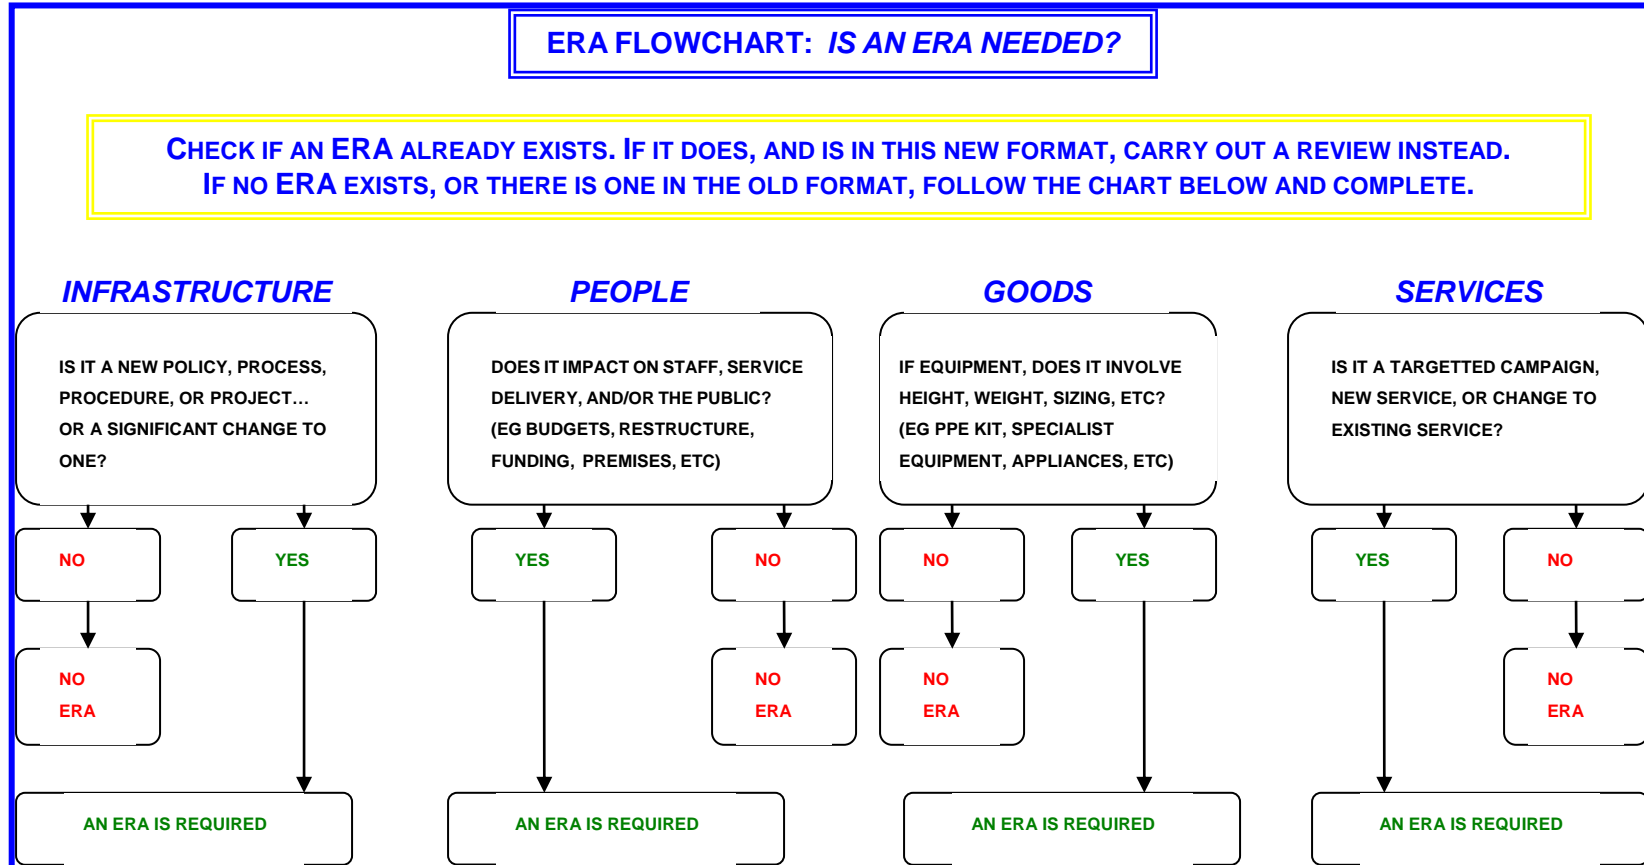 ERA FLOWCHART: IS AN ERA NEEDED?
CHECK IF AN ERA ALREADY EXISTS. IF IT DOES, AND IS IN THIS NEW FORMAT, CARRY OUT A REVIEW INSTEAD.
IF NO ERA EXISTS, OR THERE IS ONE IN THE OLD FORMAT, FOLLOW THE CHART BELOW AND COMPLETE.
INFRASTRUCTURE
IS IT A NEW POLICY, PROCESS,
PROCEDURE, OR PROJECT…
OR A SIGNIFICANT CHANGE TO
ONE?
NO
YES
NO
ERA
AN ERA IS REQUIRED
PEOPLE
DOES IT IMPACT ON STAFF, SERVICE
DELIVERY, AND/OR THE PUBLIC?
(EG BUDGETS, RESTRUCTURE,
FUNDING, PREMISES, ETC)
YES
NO
NO
ERA
AN ERA IS REQUIRED
GOODS
IF EQUIPMENT, DOES IT INVOLVE
HEIGHT, WEIGHT, SIZING, ETC?
(EG PPE KIT, SPECIALIST
EQUIPMENT, APPLIANCES, ETC)
NO
YES
NO
ERA
AN ERA IS REQUIRED
SERVICES
IS IT A TARGETTED CAMPAIGN,
NEW SERVICE, OR CHANGE TO
EXISTING SERVICE?
YES
NO
NO
ERA
AN ERA IS REQUIRED